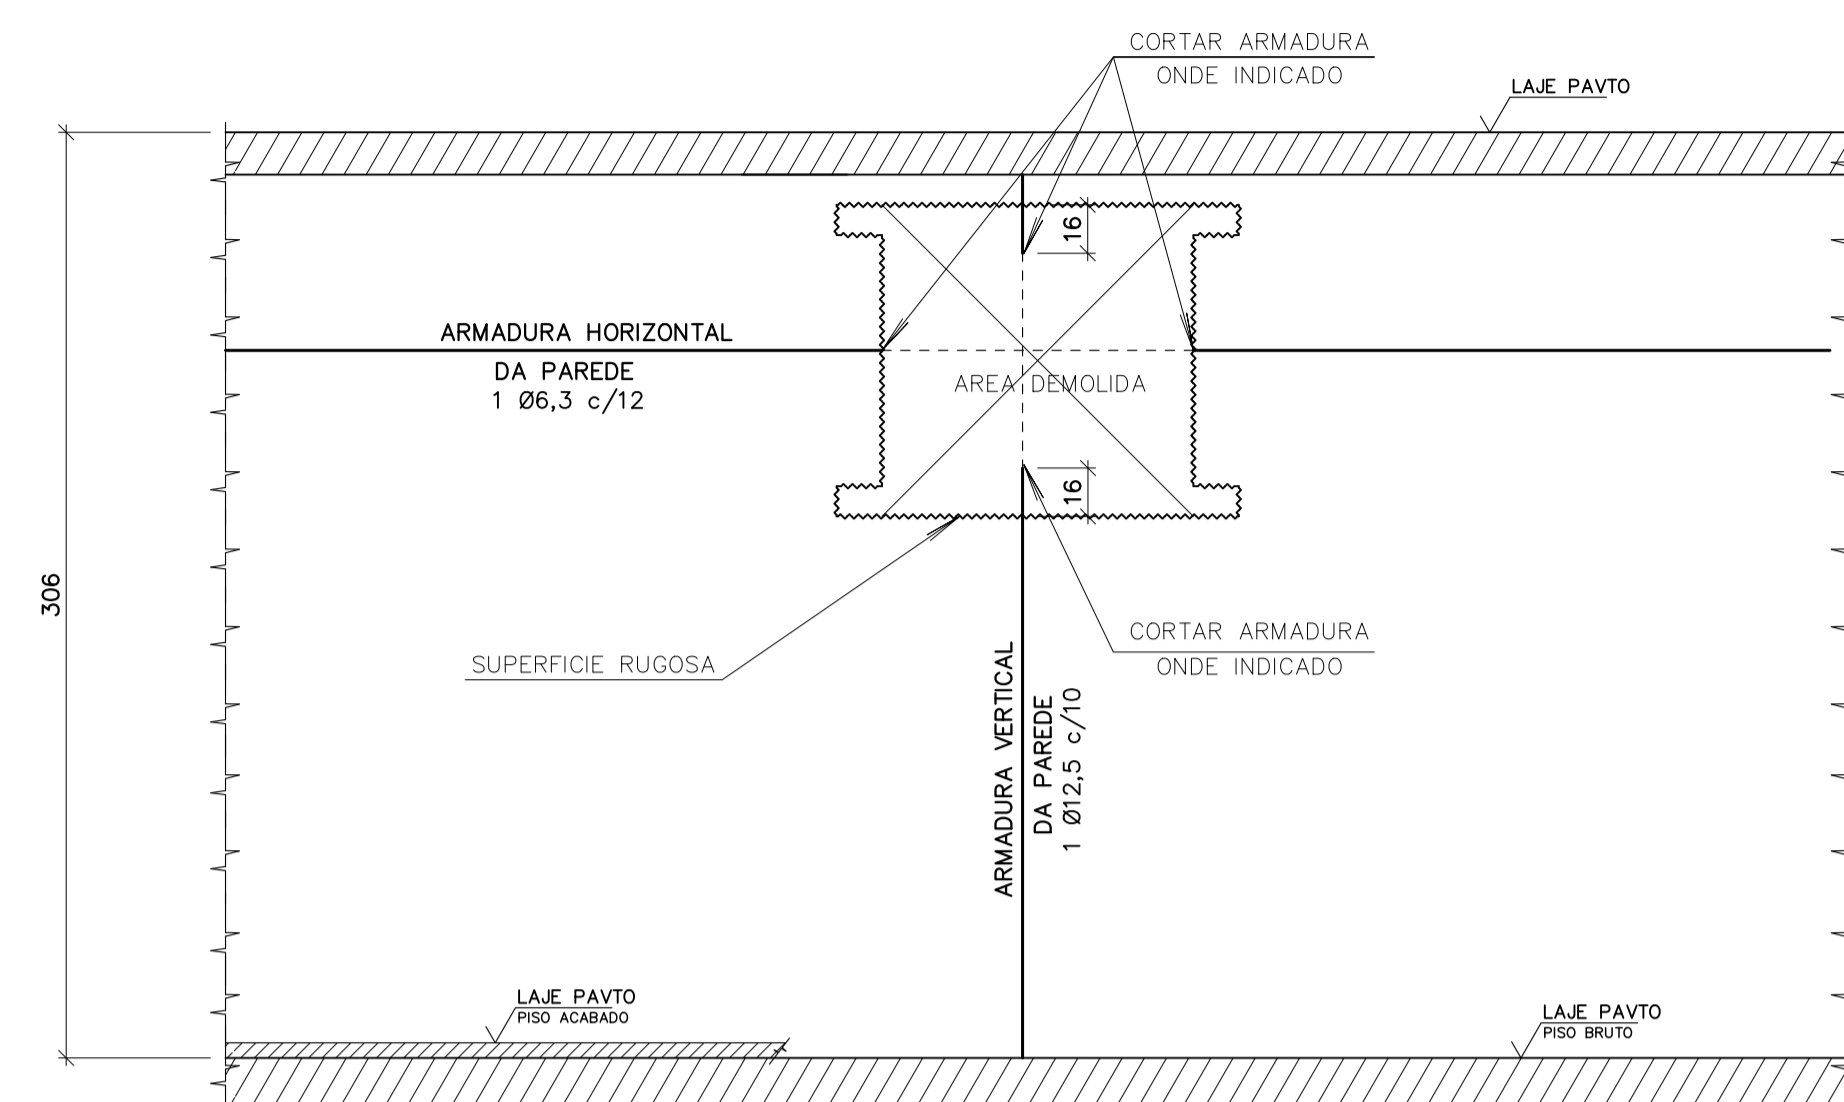 CORTAR ARMADURA
ONDE INDICADO
LAJE PAVTO
16
ARMADURA HORIZONTAL
DA PAREDE
1 Ø6,3 c/12
AREA DEMOLIDA
16
306
SUPERFICIE RUGOSA
CORTAR ARMADURA
ONDE INDICADO
ARMADURA VERTICAL
DA PAREDE
1 Ø12,5 c/10
LAJE PAVTO
PISO ACABADO
LAJE PAVTO
PISO BRUTO